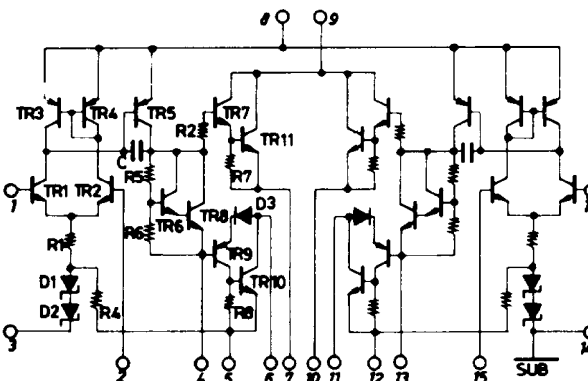 8 9
TR3 TR4 TR5 TR7
R2 TR11
C R5 R7
1 TR1 TR2
TR6 TR8 D3
R1 R6
TR9
D1 TR10
D2 R4 R8
3 14
2 4 5 6 7 10 11 12 13 15
SUB